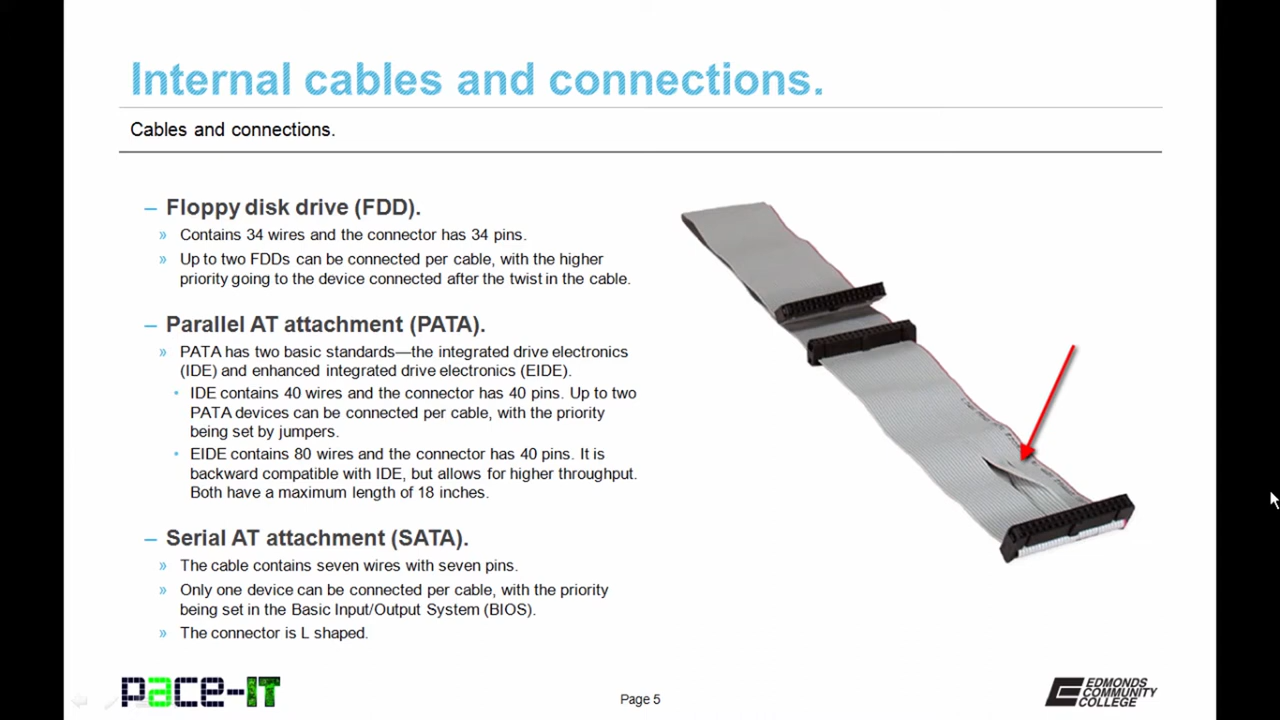 Internal cables and connections.
Cables and connections.
– Floppy disk drive (FDD).
» Contains 34 wires and the connector has 34 pins.
» Up to two FDDs can be connected per cable, with the higher
priority going to the device connected after the twist in the cable.
– Parallel AT attachment (PATA).
» PATA has two basic standards—the integrated drive electronics
(IDE) and enhanced integrated drive electronics (EIDE).
• IDE contains 40 wires and the connector has 40 pins. Up to two
PATA devices can be connected per cable, with the priority
being set by jumpers.
• EIDE contains 80 wires and the connector has 40 pins. It is
backward compatible with IDE, but allows for higher throughput.
Both have a maximum length of 18 inches.
– Serial AT attachment (SATA).
» The cable contains seven wires with seven pins.
» Only one device can be connected per cable, with the priority
being set in the Basic Input/Output System (BIOS).
» The connector is L shaped.
pace-IT
Page 5
EDMONDS
COMMUNITY
COLLEGE